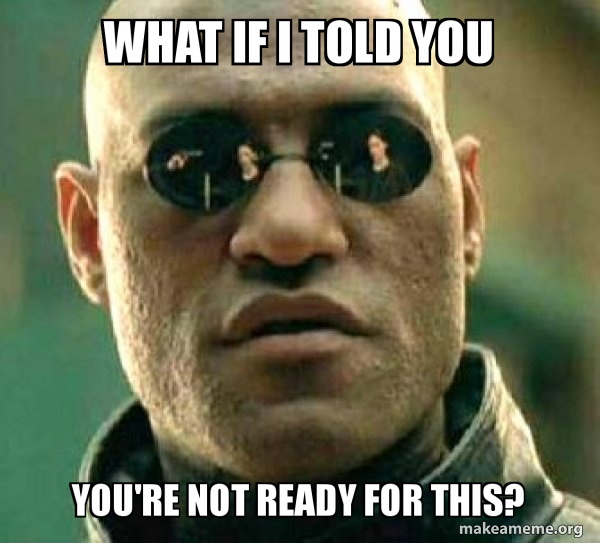 WHAT IF I TOLD YOU
YOU'RE NOT READY FOR THIS?
makeameme.org